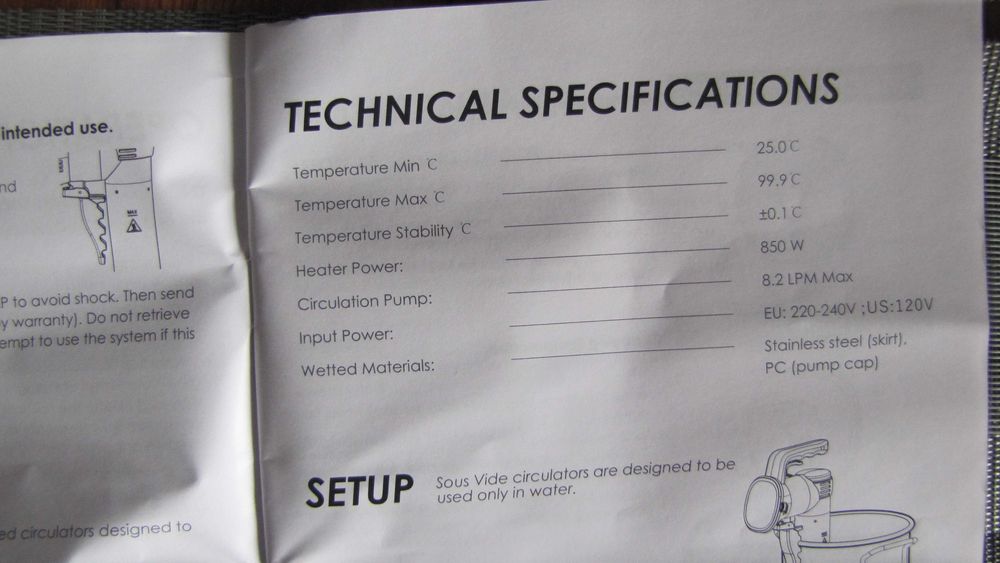 intended use.
nd
MAX
P to avoid shock. Then send
y warranty). Do not retrieve
empt to use the system if this
ed circulators designed to
TECHNICAL SPECIFICATIONS
Temperature Min ℃ 25.0 C
Temperature Max ℃ 99.9 C
Temperature Stability ℃ ±0.1 C
Heater Power: 850 W
Circulation Pump: 8.2 LPM Max
Input Power: EU: 220-240V ;US:120V
Wetted Materials: Stainless steel (skirt),
PC (pump cap)
SETUP
Sous Vide circulators are designed to be
used only in water.